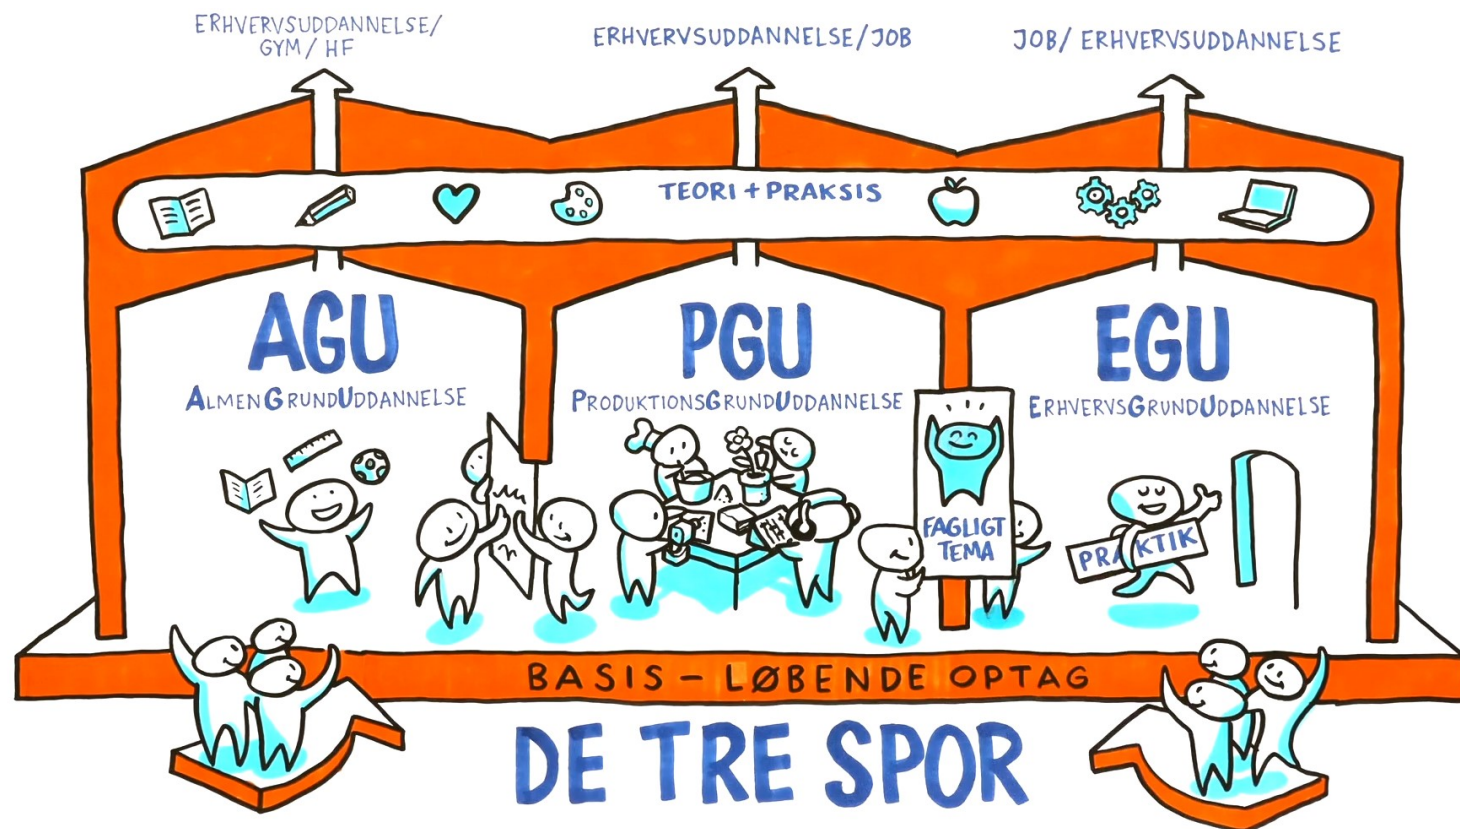 ERHVERVSUDDANNELSE/
GYM/ HF
ERHVERVSUDDANNELSE/JOB
JOB/ ERHVERVSUDDANNELSE
TEORI + PRAKSIS
AGU
ALMENGRUNDUDDANNELSE
PGU
PRODUKTIONSGRUNDUDDANNELSE
EGU
ERHVERVSGRUNDUDDANNELSE
FAGLIGT
TEMA
PRAKTIK
BASIS – LØBENDE OPTAG
DE TRE SPOR